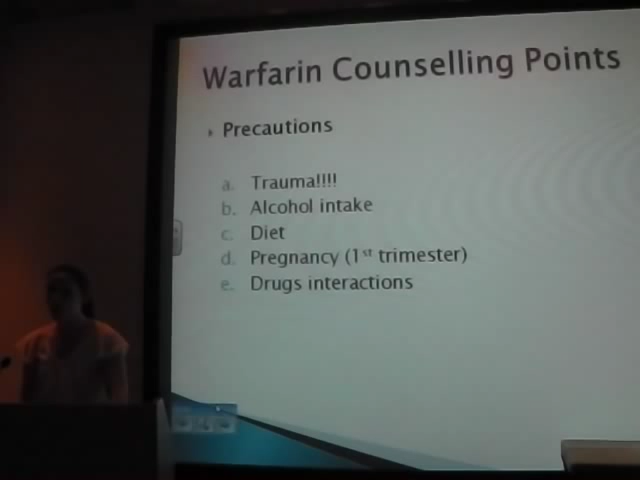 Warfarin Counselling Points
Precautions
a. Trauma!!!!
b. Alcohol intake
c. Diet
d. Pregnancy (1st trimester)
e. Drugs interactions